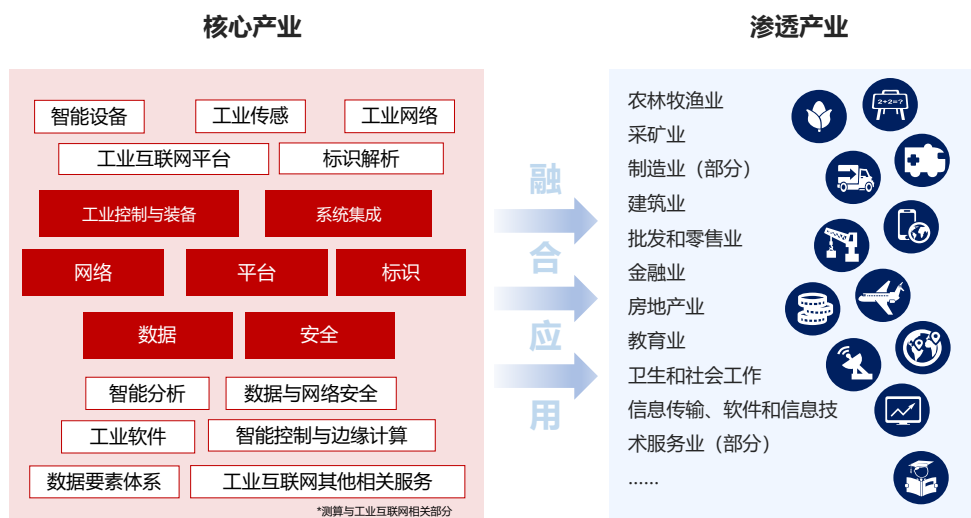 核心产业
渗透产业
智能设备
工业传感
工业网络
工业互联网平台
标识解析
工业控制与装备
系统集成
网络
平台
标识
数据
安全
智能分析
数据与网络安全
工业软件
智能控制与边缘计算
数据要素体系
工业互联网其他相关服务
*测算与工业互联网相关部分
融
合
应
用
农林牧渔业
采矿业
制造业（部分）
建筑业
批发和零售业
金融业
房地产业
教育业
卫生和社会工作
信息传输、软件和信息技
术服务业（部分）
......
2+2=?